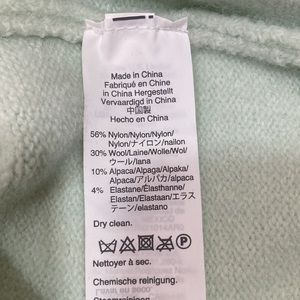 Made in China
Fabriqué en Chine
in China Hergestellt
Vervaardigd in China
中国製
Hecho en China
56% Nylon/Nylon/Nylon/
Nylon/ナイロン/nailon
30% Wool/Laine/Wolle/Wol/
ウール/lana
10% Alpaca/Alpaga/Alpaka/
Alpaca/アルパカ/alpaca
4% Elastane/Élasthanne/
Elastan/Elastaan/エラス
テーン/elastano
Dry clean.
P
Nettoyer à sec.
Chemische reinigung.